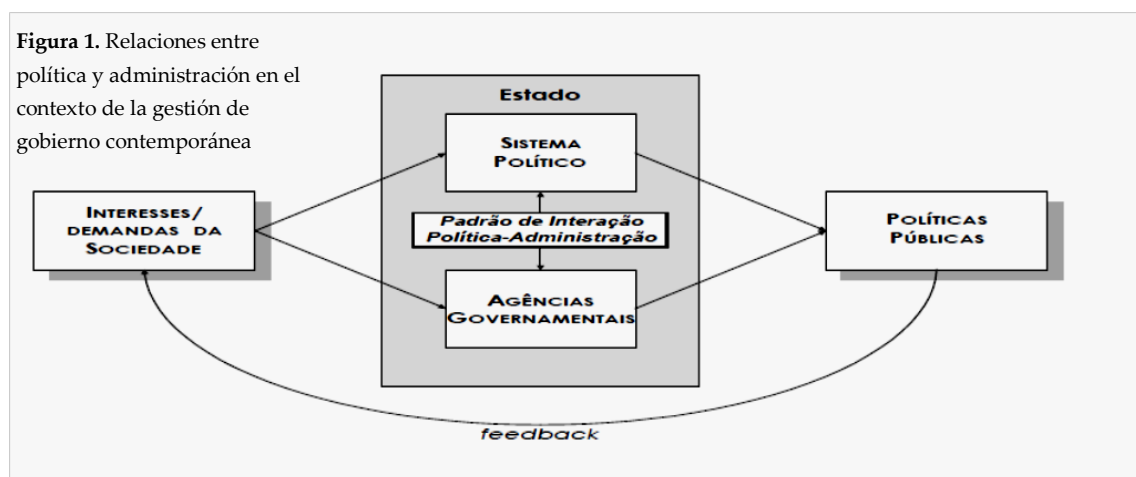 Figura 1. Relaciones entre
política y administración en el
contexto de la gestión de
gobierno contemporánea
Estado
SISTEMA
POLÍTICO
INTERESSES/
DEMANDAS DA
SOCIEDADE
Padrão de Interação
Política-Administração
POLÍTICAS
PÚBLICAS
AGÊNCIAS
GOVERNAMENTAIS
feedback